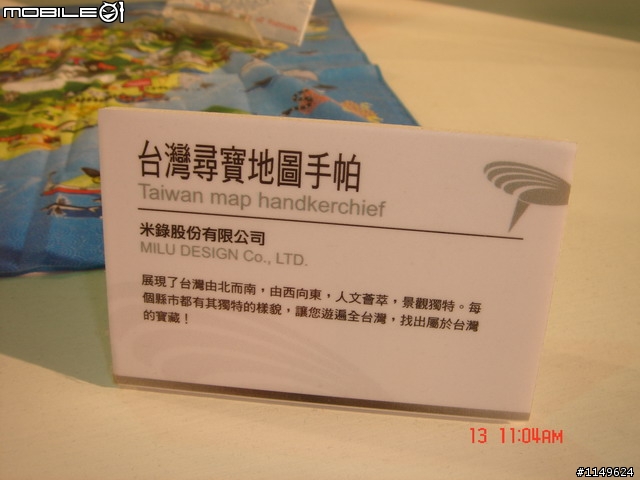 MOBILE01
台灣尋寶地圖手帕
Taiwan map handkerchief
米錄股份有限公司
MILU DESIGN Co., LTD.
展現了台灣由北而南，由西向東，人文薈萃，景觀獨特。每
個縣市都有其獨特的樣貌，讓您遊遍全台灣，找出屬於台灣
的寶藏！
13 11:04AM
#1149624